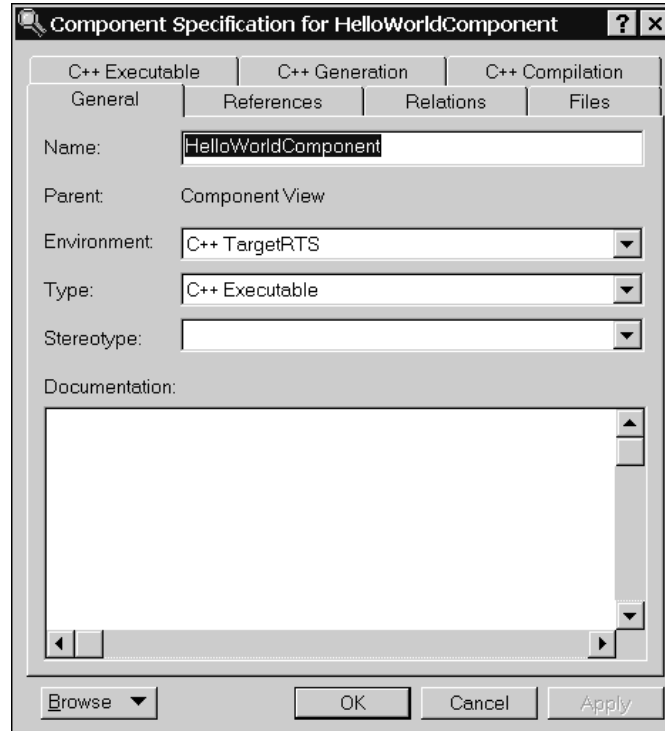 Component Specification for HelloWorldComponent ? X
C++ Executable C++ Generation C++ Compilation
General References Relations Files
Name: HelloWorldComponent
Parent: Component View
Environment: C++ TargetRTS
Type: C++ Executable
Stereotype:
Documentation:
Browse OK Cancel Apply